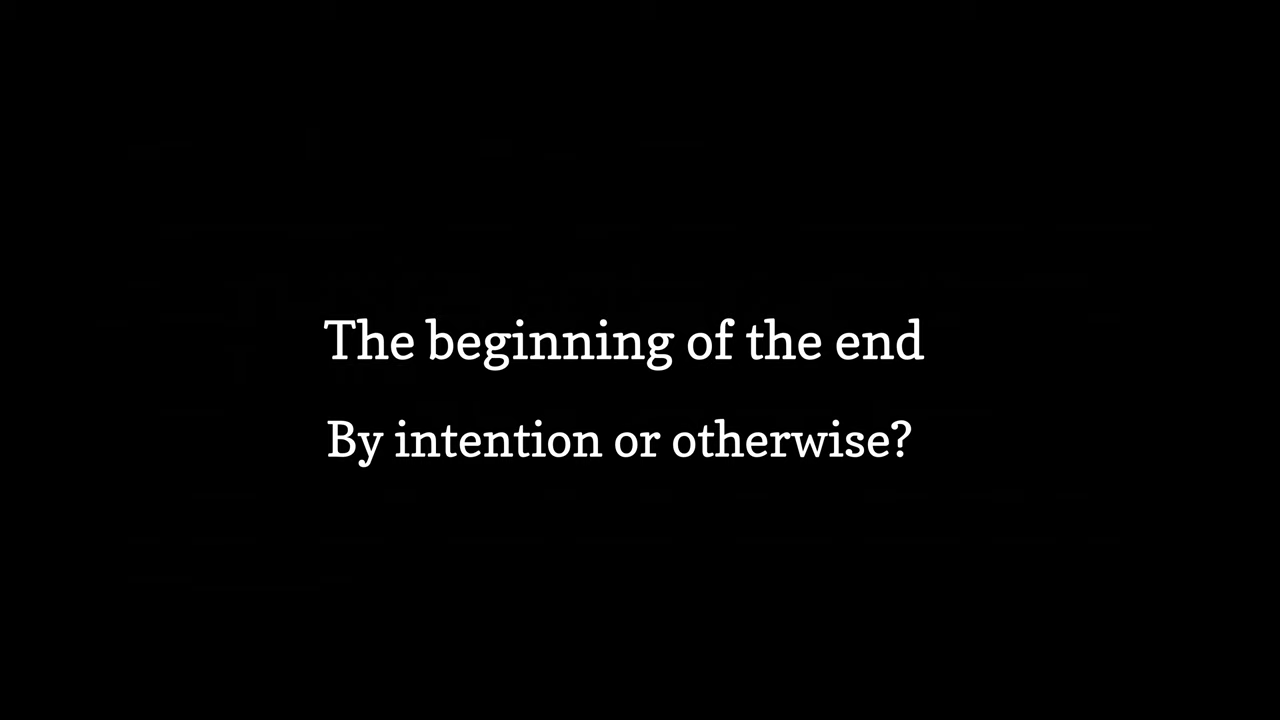 The beginning of the end
By intention or otherwise?